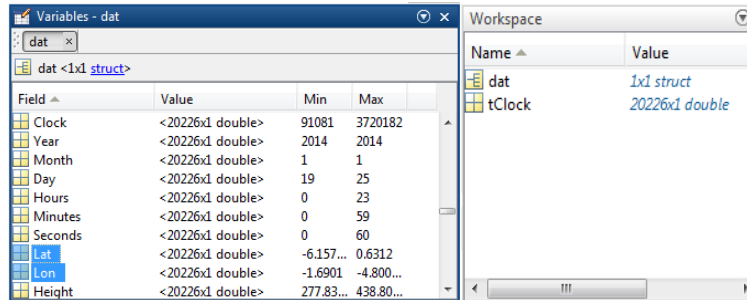 Variables - dat
dat ×
dat <1x1 struct>
Field Value Min Max
Clock <20226x1 double> 91081 3720182
Year <20226x1 double> 2014 2014
Month <20226x1 double> 1 1
Day <20226x1 double> 19 25
Hours <20226x1 double> 0 23
Minutes <20226x1 double> 0 59
Seconds <20226x1 double> 0 60
Lat <20226x1 double> -6.157... 0.6312
Lon <20226x1 double> -1.6901 -4.800...
Height <20226x1 double> 277.83... 438.80...
Workspace
Name Value
dat 1x1 struct
tClock 20226x1 double